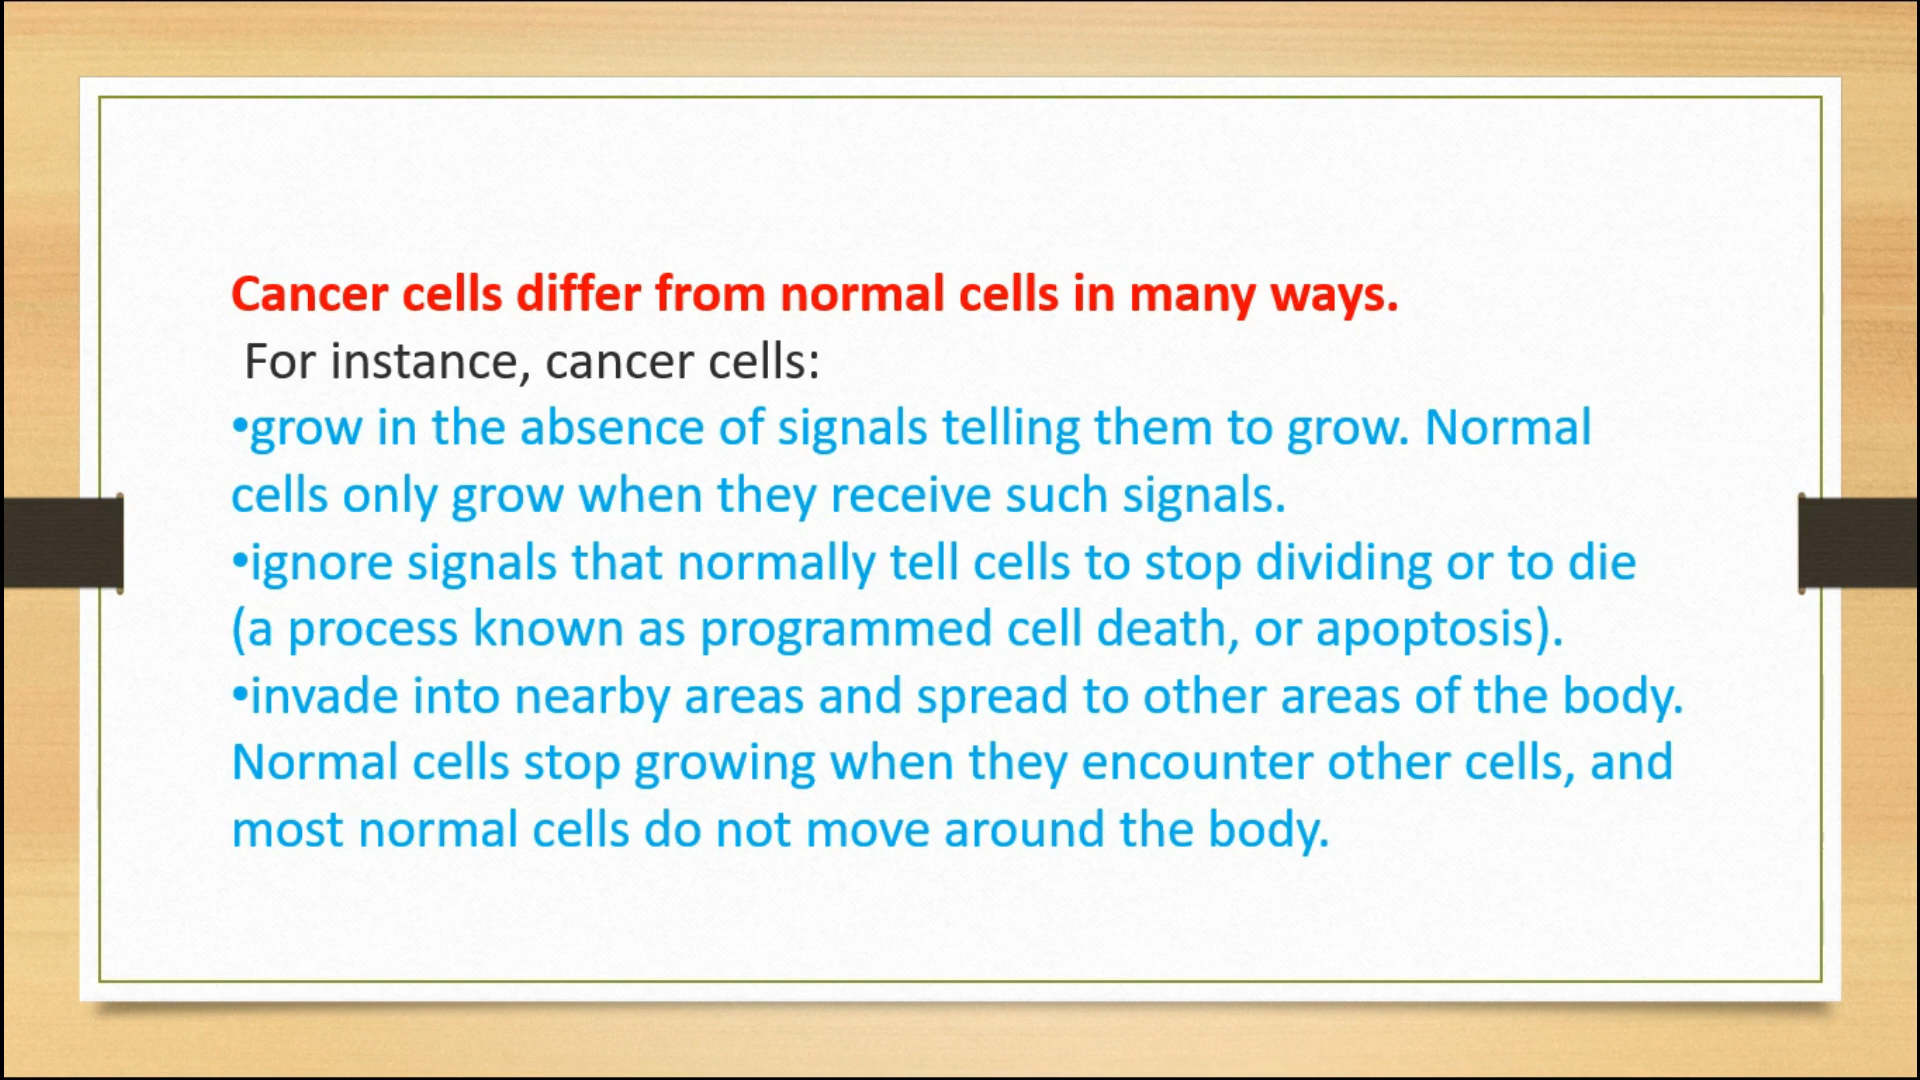 Cancer cells differ from normal cells in many ways.
For instance, cancer cells:
•grow in the absence of signals telling them to grow. Normal
cells only grow when they receive such signals.
•ignore signals that normally tell cells to stop dividing or to die
(a process known as programmed cell death, or apoptosis).
•invade into nearby areas and spread to other areas of the body.
Normal cells stop growing when they encounter other cells, and
most normal cells do not move around the body.